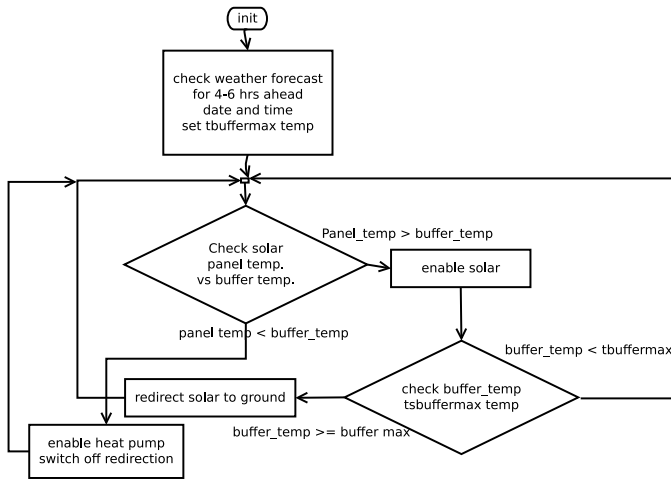 init
check weather forecast
for 4-6 hrs ahead
date and time
set tbuffermax temp
Check solar
panel temp.
vs buffer temp.
Panel_temp > buffer_temp
enable solar
panel temp < buffer_temp
buffer_temp < tbuffermax
check buffer_temp
tsbuffermax temp
redirect solar to ground
buffer_temp >= buffer max
enable heat pump
switch off redirection